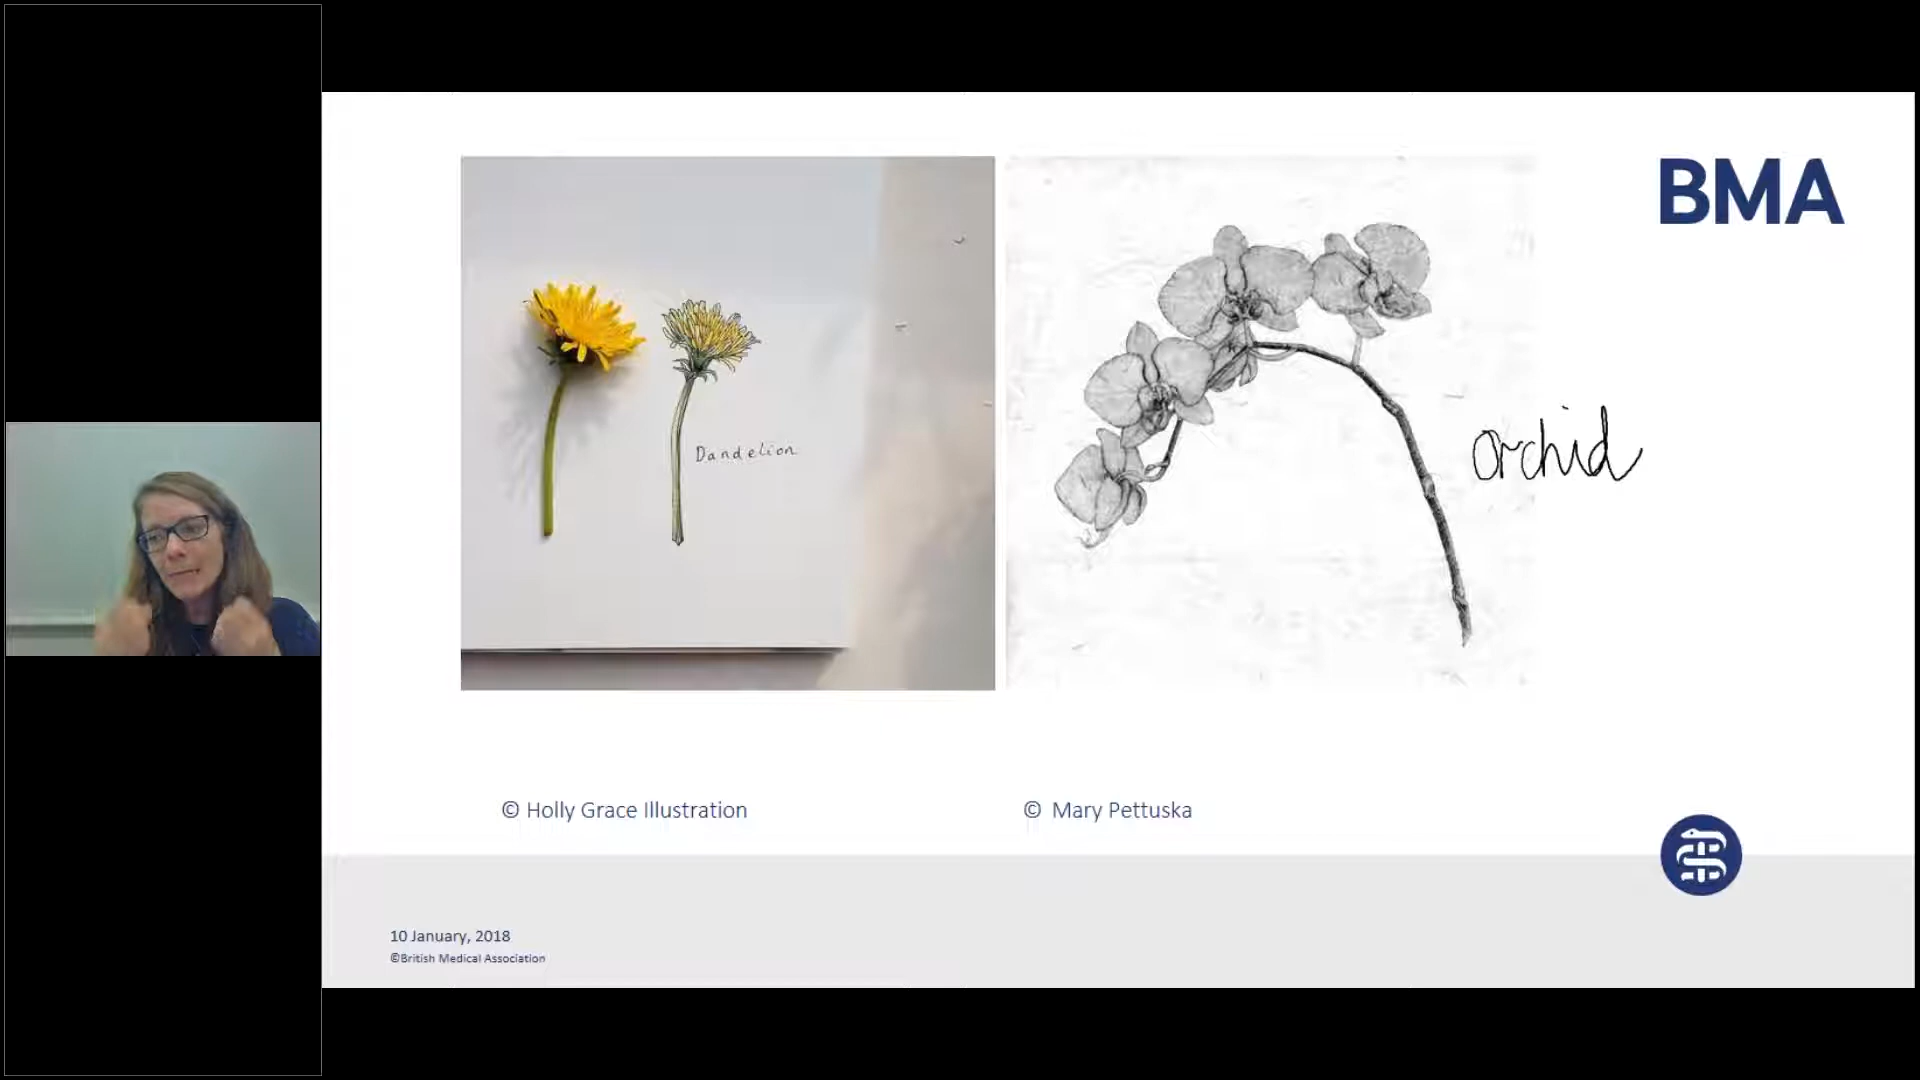 BMA
Dandelion
orchid
© Holly Grace Illustration
© Mary Pettuska
10 January, 2018
©British Medical Association